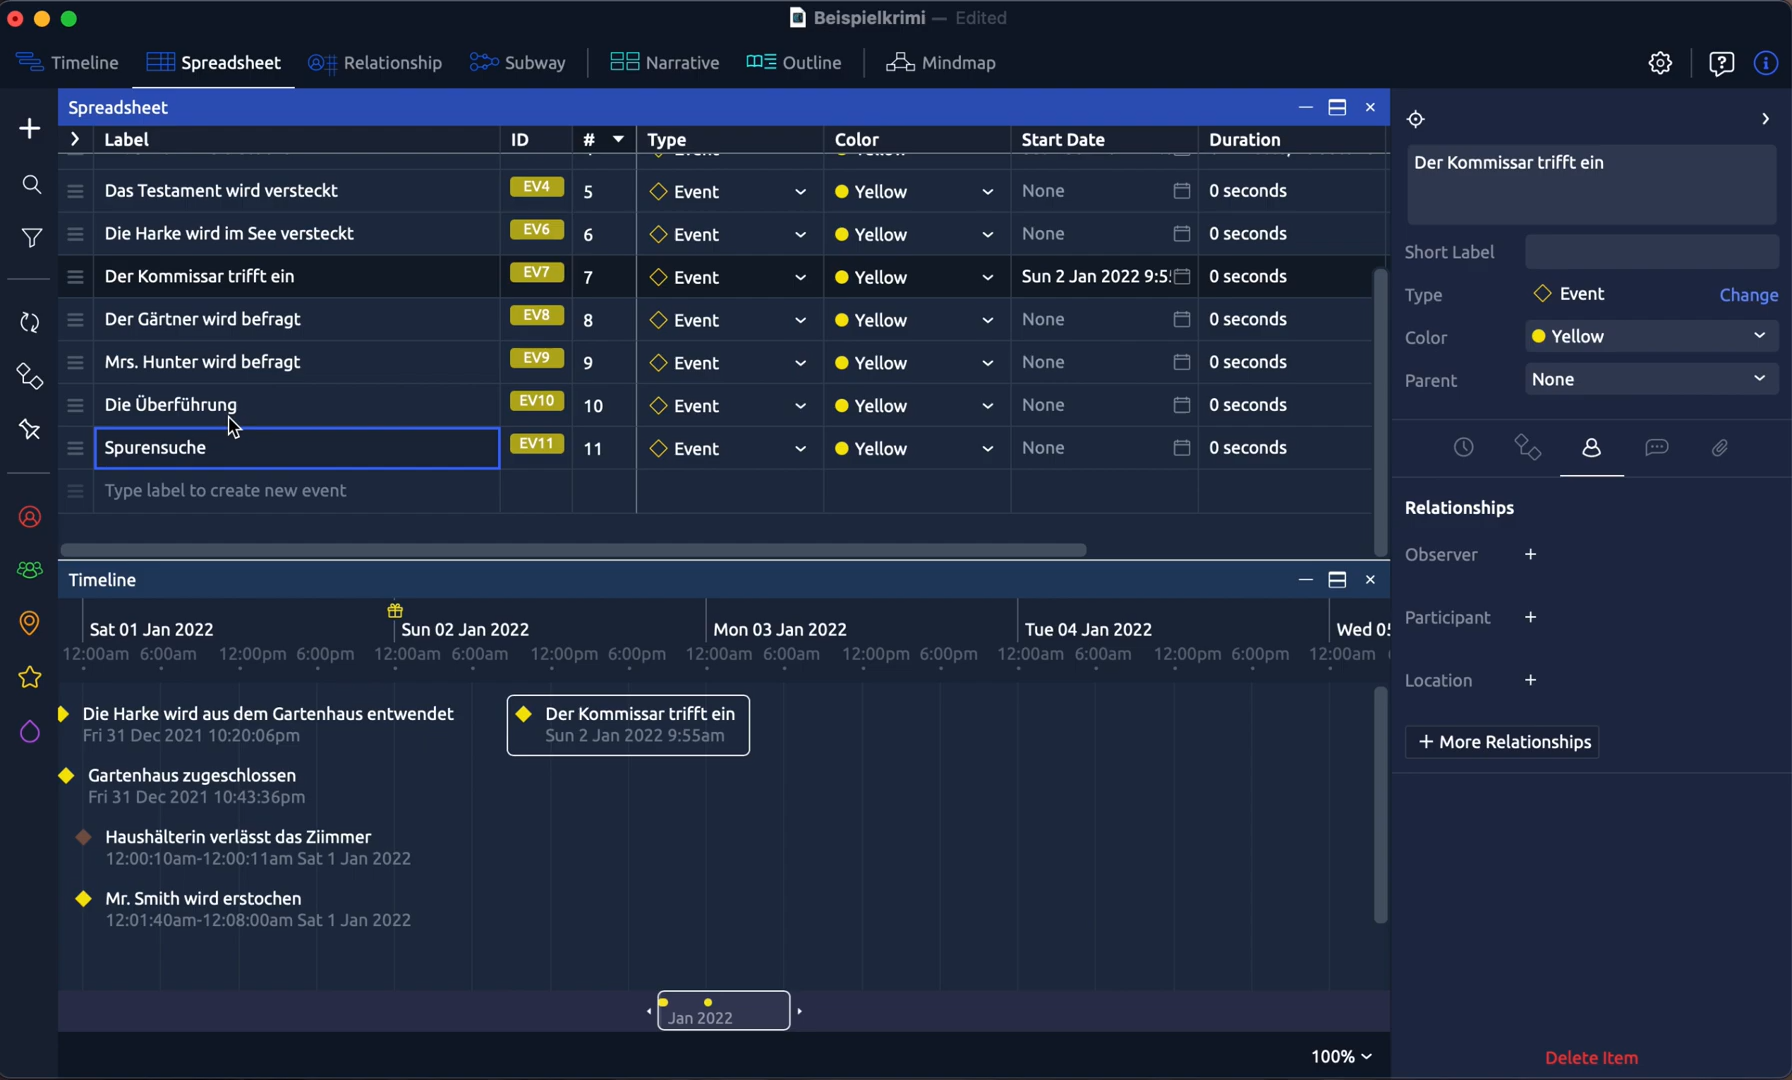 Beispielkrimi — Edited
Timeline Spreadsheet Relationship Subway Narrative Outline Mindmap
Spreadsheet
Label ID # Type Color Start Date Duration
Das Testament wird versteckt EV4 5 Event Yellow None 0 seconds
Die Harke wird im See versteckt EV6 6 Event Yellow None 0 seconds
Der Kommissar trifft ein EV7 7 Event Yellow Sun 2 Jan 2022 9:5 0 seconds
Der Gärtner wird befragt EV8 8 Event Yellow None 0 seconds
Mrs. Hunter wird befragt EV9 9 Event Yellow None 0 seconds
Die Überführung EV10 10 Event Yellow None 0 seconds
Spurensuche EV11 11 Event Yellow None 0 seconds
Type label to create new event
Timeline
Sat 01 Jan 2022 Sun 02 Jan 2022 Mon 03 Jan 2022 Tue 04 Jan 2022 Wed 0
12:00am 6:00am 12:00pm 6:00pm 12:00am 6:00am 12:00pm 6:00pm 12:00am 6:00am 12:00pm 6:00pm 12:00am 6:00am 12:00pm 6:00pm 12:00am
Die Harke wird aus dem Gartenhaus entwendet
Fri 31 Dec 2021 10:20:06pm
Der Kommissar trifft ein
Sun 2 Jan 2022 9:55am
Gartenhaus zugeschlossen
Fri 31 Dec 2021 10:43:36pm
Haushälterin verlässt das Ziimmer
12:00:10am-12:00:11am Sat 1 Jan 2022
Mr. Smith wird erstochen
12:01:40am-12:08:00am Sat 1 Jan 2022
Jan 2022
100%
Der Kommissar trifft ein
Short Label
Type Event Change
Color Yellow
Parent None
Relationships
Observer +
Participant +
Location +
+ More Relationships
Delete Item